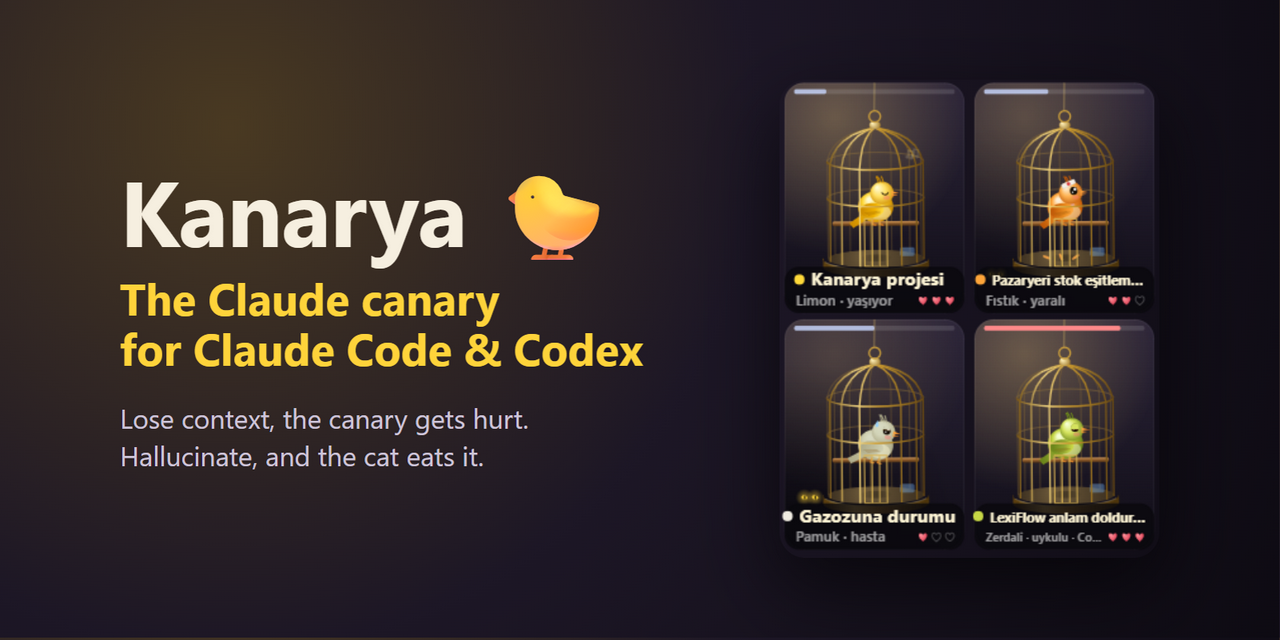 Kanarya
The Claude canary
for Claude Code & Codex
Lose context, the canary gets hurt.
Hallucinate, and the cat eats it.
Kanarya projesi
Limon · yaşıyor
Pazaryeri stok eşitlem...
Fıstık · yaralı
Gazozuna durumu
Pamuk · hasta
LexiFlow anlam doldur...
Zerdali · uykulu · Co...